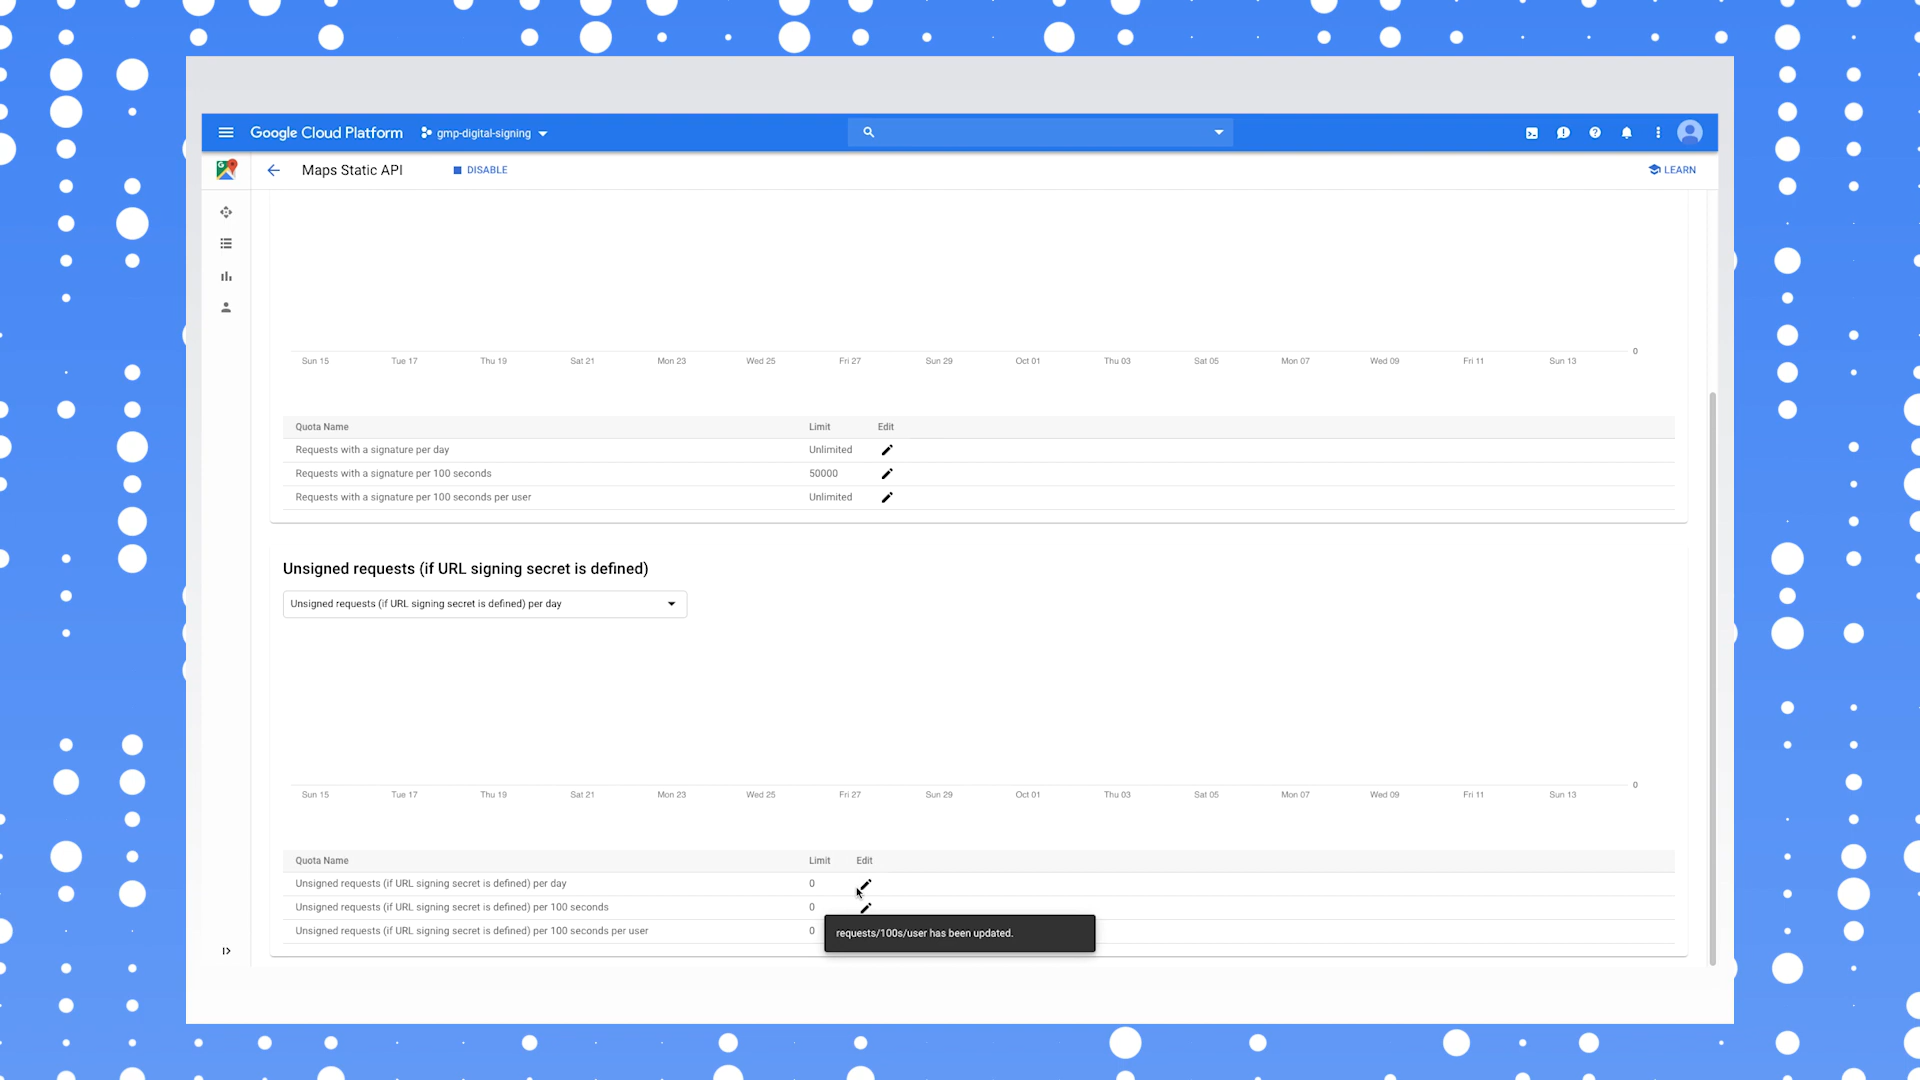 Google Cloud Platform gmp-digital-signing
Maps Static API DISABLE LEARN
0
Sun 15 Tue 17 Thu 19 Sat 21 Mon 23 Wed 25 Fri 27 Sun 29 Oct 01 Thu 03 Sat 05 Mon 07 Wed 09 Fri 11 Sun 13
Quota Name Limit Edit
Requests with a signature per day Unlimited
Requests with a signature per 100 seconds 50000
Requests with a signature per 100 seconds per user Unlimited
Unsigned requests (if URL signing secret is defined)
Unsigned requests (if URL signing secret is defined) per day
0
Sun 15 Tue 17 Thu 19 Sat 21 Mon 23 Wed 25 Fri 27 Sun 29 Oct 01 Thu 03 Sat 05 Mon 07 Wed 09 Fri 11 Sun 13
Quota Name Limit Edit
Unsigned requests (if URL signing secret is defined) per day 0
Unsigned requests (if URL signing secret is defined) per 100 seconds 0
Unsigned requests (if URL signing secret is defined) per 100 seconds per user 0
requests/100s/user has been updated.